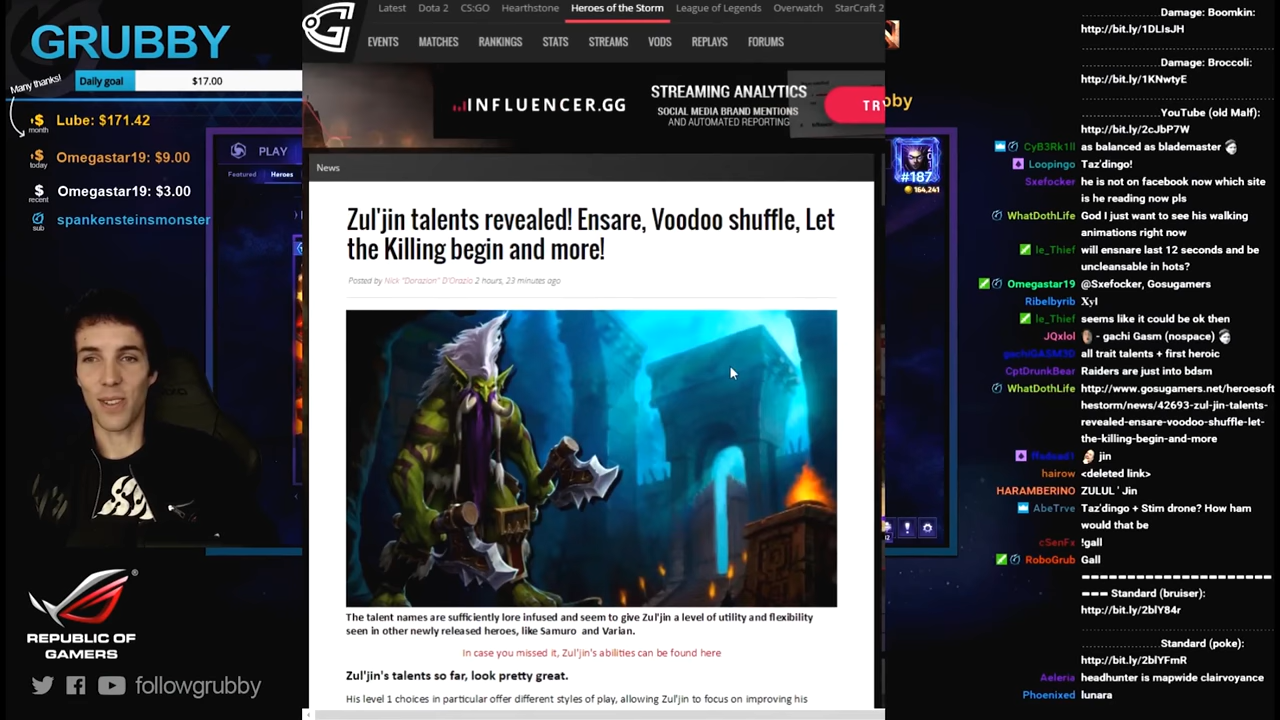 GRUBBY
Many thanks!
Daily goal
$17.00
month
Lube: $171.42
today
Omegastar19: $9.00
recent
Omegastar19: $3.00
sub
spankensteinsmonster
PLAY
Featured
Heroes
REPUBLIC OF
GAMERS
followgrubby
Latest Dota 2 CS:GO Hearthstone Heroes of the Storm League of Legends Overwatch StarCraft 2
EVENTS MATCHES RANKINGS STATS STREAMS VODS REPLAYS FORUMS
INFLUENCER.GG
STREAMING ANALYTICS
SOCIAL MEDIA BRAND MENTIONS
AND AUTOMATED REPORTING
TR
News
Zul'jin talents revealed! Ensare, Voodoo shuffle, Let
the Killing begin and more!
Posted by Nick "Dorazion" D'Orazio 2 hours, 23 minutes ago
The talent names are sufficiently lore infused and seem to give Zul'jin a level of utility and flexibility
seen in other newly released heroes, like Samuro and Varian.
In case you missed it, Zul'jin's abilities can be found here
Zul'jin's talents so far, look pretty great.
His level 1 choices in particular offer different styles of play, allowing Zul'jin to focus on improving his
bby
#187
164,241
Damage: Boomkin:
http://bit.ly/1DLIsJH
Damage: Broccoli:
http://bit.ly/1KNwtyE
YouTube (old Malf):
http://bit.ly/2cJbP7W
CyB3Rk1ll as balanced as blademaster
Loopingo Taz'dingo!
Sxefocker he is not on facebook now which site
is he reading now pls
WhatDothLife God I just want to see his walking
animations right now
le_Thief will ensnare last 12 seconds and be
uncleansable in hots?
Omegastar19 @Sxefocker, Gosugamers
Ribelbyrib Xyl
le_Thief seems like it could be ok then
JQxlol - gachi Gasm (nospace)
gachiGASM3D all trait talents + first heroic
CptDrunkBear Raiders are just into bdsm
WhatDothLife http://www.gosugamers.net/heroesoft
hestorm/news/42693-zul-jin-talents-
revealed-ensare-voodoo-shuffle-let-
the-killing-begin-and-more
jin
hairow <deleted link>
HARAMBERINO ZULUL ' Jin
AbeTrve Taz'dingo + Stim drone? How ham
would that be
cSenFx !gall
RoboGrub Gall
Standard (bruiser):
http://bit.ly/2blY84r
Standard (poke):
http://bit.ly/2blYFmR
Aeleria headhunter is mapwide clairvoyance
Phoenixed lunara